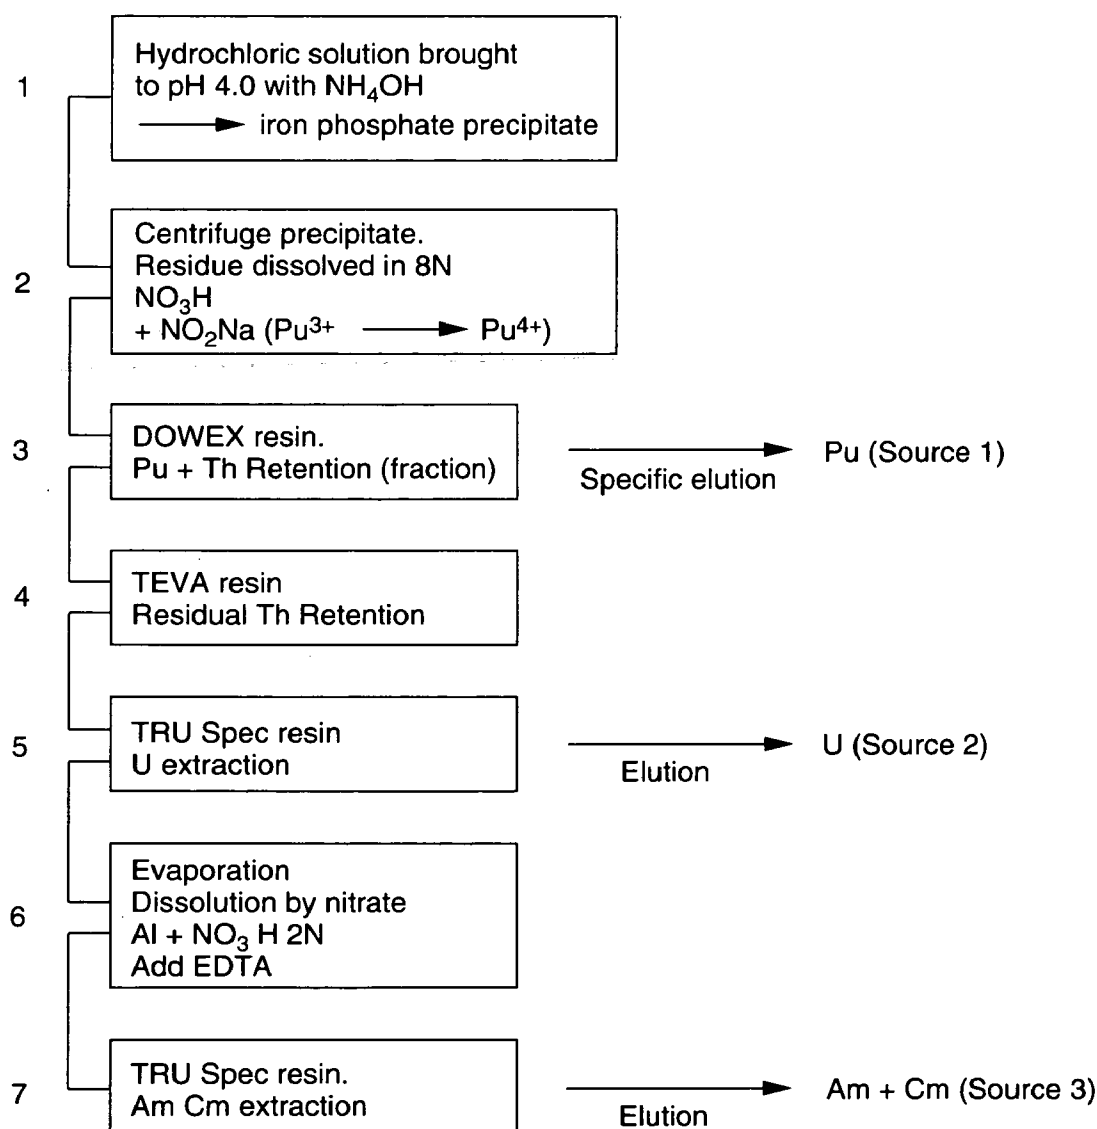 1
Hydrochloric solution brought
to pH 4.0 with NH₄OH
⟶ iron phosphate precipitate
2
Centrifuge precipitate.
Residue dissolved in 8N
NO₃H
+ NO₂Na (Pu³⁺ ⟶ Pu⁴⁺)
3
DOWEX resin.
Pu + Th Retention (fraction)
Specific elution
Pu (Source 1)
4
TEVA resin
Residual Th Retention
5
TRU Spec resin
U extraction
Elution
U (Source 2)
6
Evaporation
Dissolution by nitrate
Al + NO₃ H 2N
Add EDTA
7
TRU Spec resin.
Am Cm extraction
Elution
Am + Cm (Source 3)